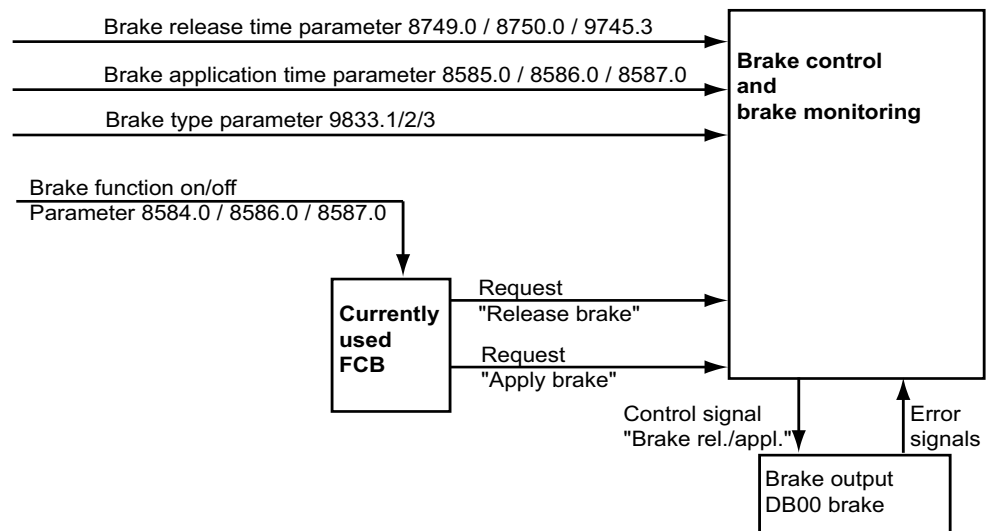 Brake release time parameter 8749.0 / 8750.0 / 9745.3
Brake application time parameter 8585.0 / 8586.0 / 8587.0
Brake type parameter 9833.1/2/3
Brake control
and
brake monitoring
Brake function on/off
Parameter 8584.0 / 8586.0 / 8587.0
Currently
used
FCB
Request
"Release brake"
Request
"Apply brake"
Control signal
"Brake rel./appl."
Error
signals
Brake output
DB00 brake